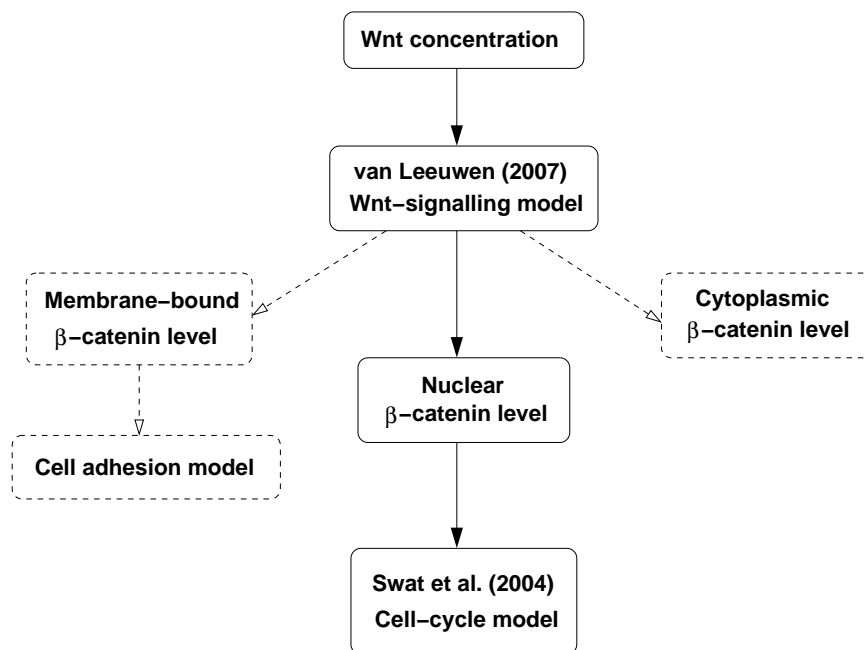 Wnt concentration
van Leeuwen (2007)
Wnt−signalling model
Membrane−bound
β−catenin level
Cytoplasmic
β−catenin level
Nuclear
β−catenin level
Cell adhesion model
Swat et al. (2004)
Cell−cycle model